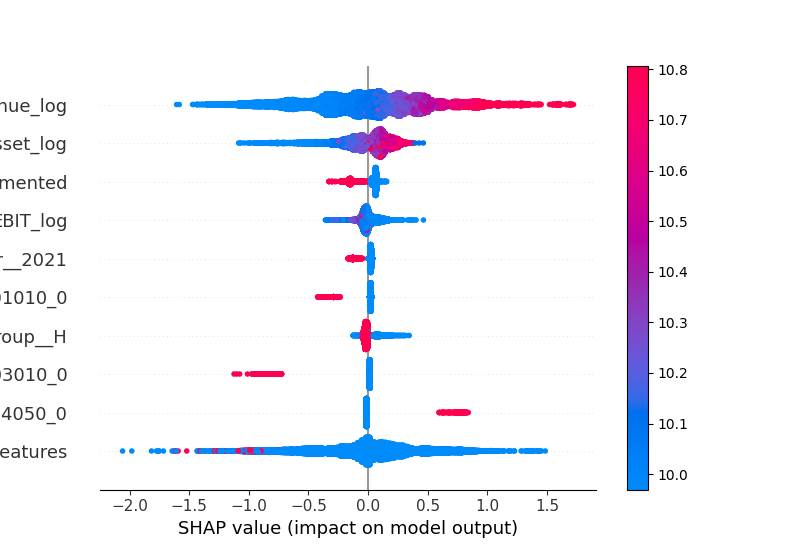 nue_log
sset_log
mented
EBIT_log
r__2021
01010_0
roup__H
03010_0
4050_0
eatures
−2.0 −1.5 −1.0 −0.5 0.0 0.5 1.0 1.5
SHAP value (impact on model output)
10.8
10.7
10.6
10.5
10.4
10.3
10.2
10.1
10.0